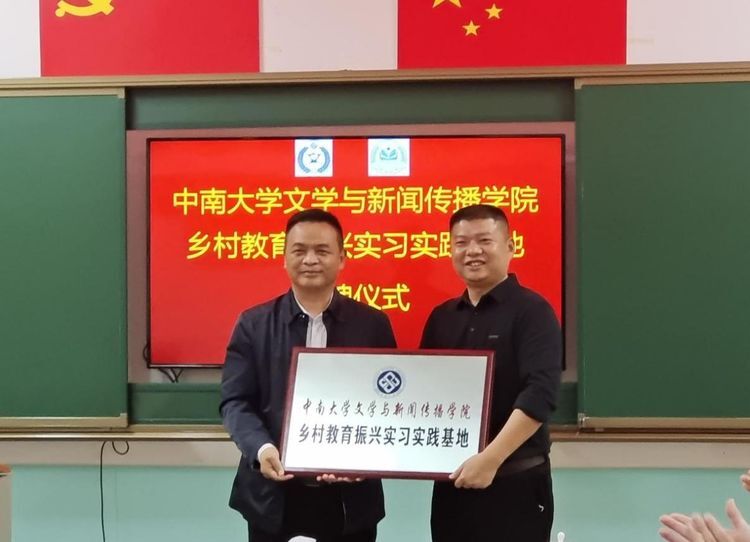 中南大学文学与新闻传播学院
乡村教育 兴实习实践 地
牌仪式
中南大学文学与新闻传播学院
乡村教育振兴实习实践基地